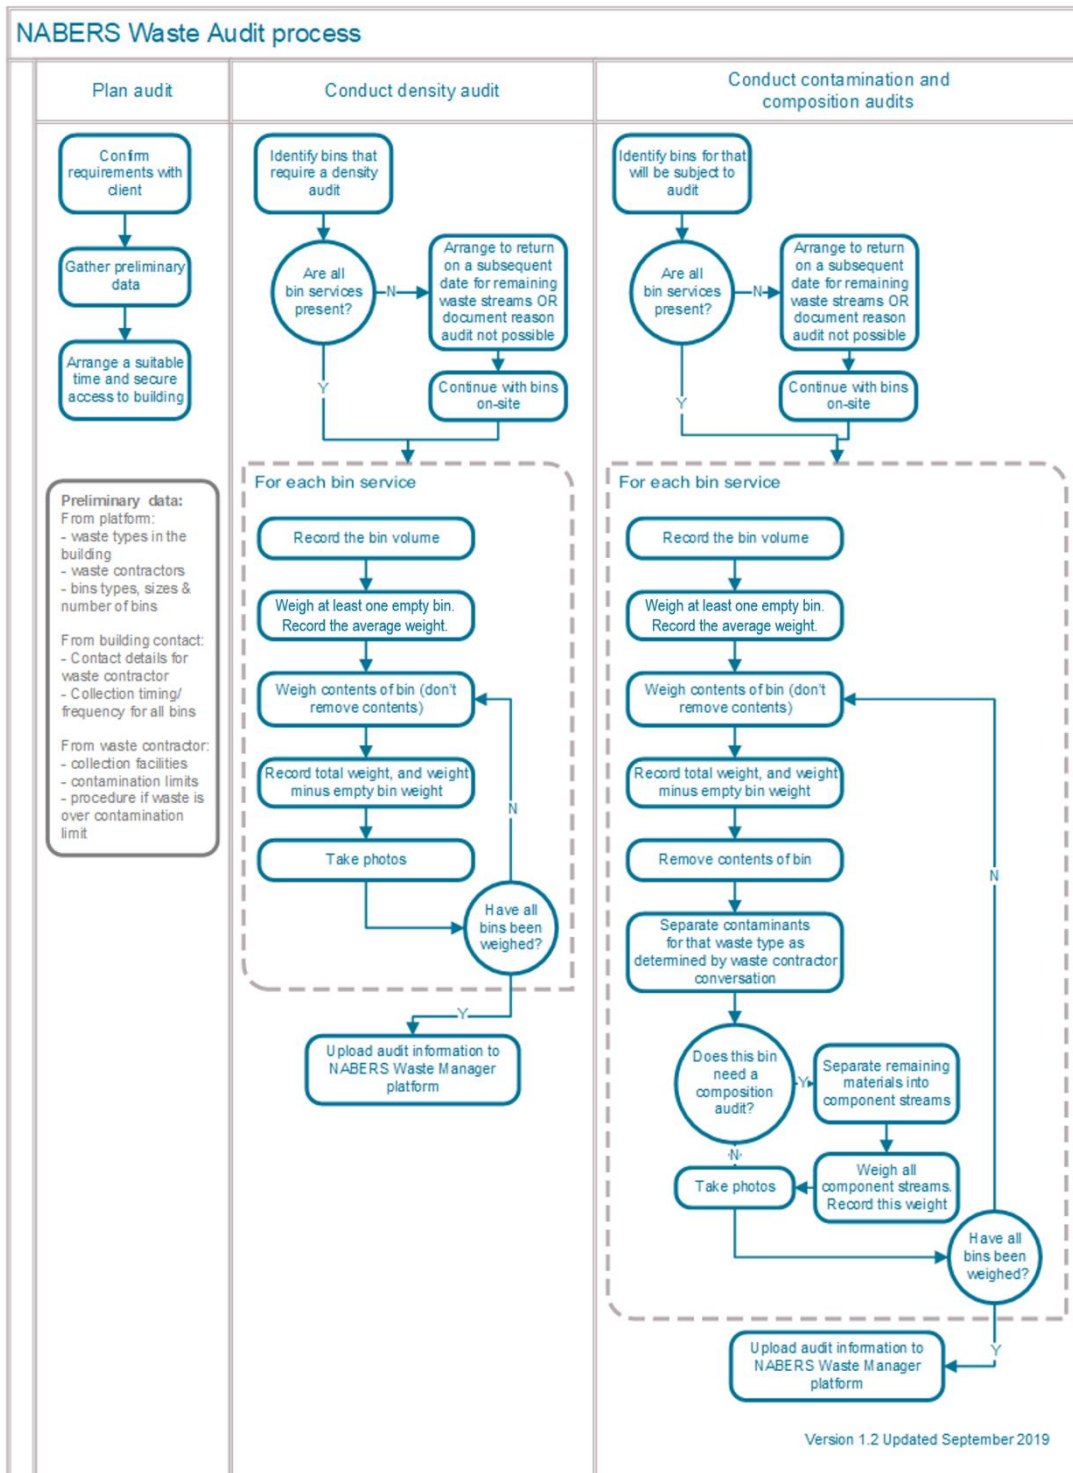 NABERS Waste Audit process
Plan audit
Confirm
requirements with
client
Gather preliminary
data
Arrange a suitable
time and secure
access to building
Preliminary data:
From platform:
- waste types in the
building
- waste contractors
- bins types, sizes &
number of bins
From building contact:
- Contact details for
waste contractor
- Collection timing/
frequency for all bins
From waste contractor:
- collection facilities
- contamination limits
- procedure if waste is
over contamination
limit
Conduct density audit
Identify bins that
require a density
audit
Are all
bin services
present?
N
Arrange to return
on a subsequent
date for remaining
waste streams OR
document reason
audit not possible
Y
Continue with bins
on-site
For each bin service
Record the bin volume
Weigh at least one empty bin.
Record the average weight.
Weigh contents of bin (don't
remove contents)
Record total weight, and weight
minus empty bin weight
N
Take photos
Have all
bins been
weighed?
Y
Upload audit information to
NABERS Waste Manager
platform
Conduct contamination and
composition audits
Identify bins for that
will be subject to
audit
Are all
bin services
present?
N
Arrange to return
on a subsequent
date for remaining
waste streams OR
document reason
audit not possible
Y
Continue with bins
on-site
For each bin service
Record the bin volume
Weigh at least one empty bin.
Record the average weight.
Weigh contents of bin (don't
remove contents)
Record total weight, and weight
minus empty bin weight
Remove contents of bin
N
Separate contaminants
for that waste type as
determined by waste contractor
conversation
Does this bin
need a
composition
audit?
Y
Separate remaining
materials into
component streams
N
Take photos
Weigh all
component streams.
Record this weight
Have all
bins been
weighed?
Y
Upload audit information to
NABERS Waste Manager
platform
Version 1.2 Updated September 2019